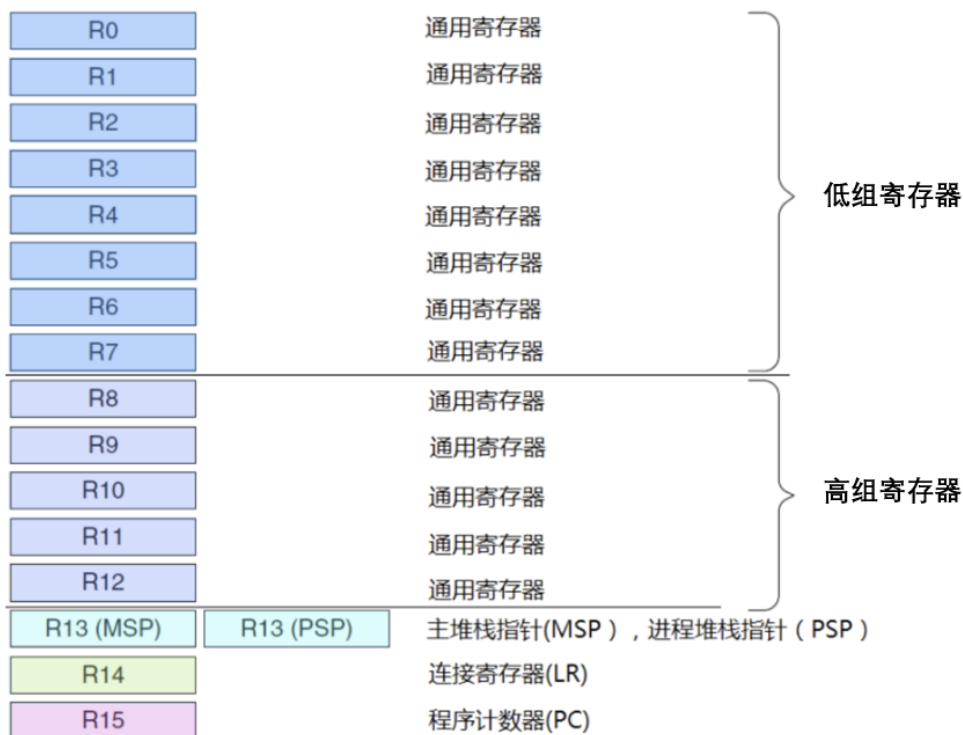 R0 通用寄存器
R1 通用寄存器
R2 通用寄存器
R3 通用寄存器
R4 通用寄存器
R5 通用寄存器
R6 通用寄存器
R7 通用寄存器
低组寄存器
R8 通用寄存器
R9 通用寄存器
R10 通用寄存器
R11 通用寄存器
R12 通用寄存器
高组寄存器
R13 (MSP) R13 (PSP) 主堆栈指针(MSP)，进程堆栈指针（PSP）
R14 连接寄存器(LR)
R15 程序计数器(PC)